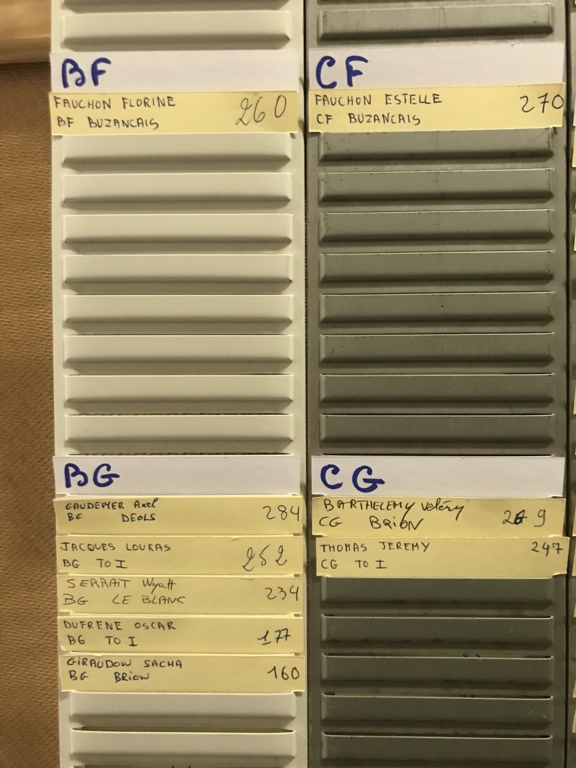 BF
FAUCHON FLORINE 260
BF BUZANCAIS
BG
GAUDEMER Axel 284
BG DEOLS
JACQUES LOUKAS 252
BG TO I
SERRAIT Wyatt 234
BG LE BLANC
DUFRENE OSCAR 177
BG TO I
GIRAUDON SACHA 160
BG BRION
CF
FAUCHON ESTELLE 270
CF BUZANCAIS
CG
BARTHELEMY Valéry
CG BRION
THOMAS JEREMY 247
CG TO I